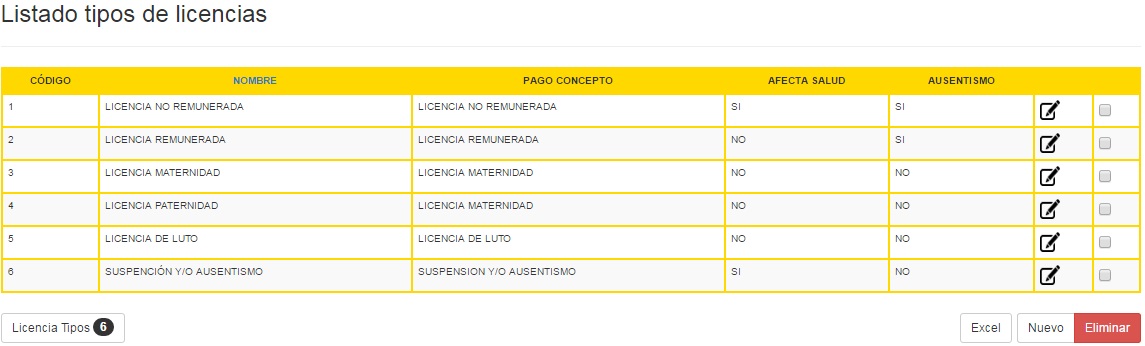 Listado tipos de licencias
CÓDIGO NOMBRE PAGO CONCEPTO AFECTA SALUD AUSENTISMO
1 LICENCIA NO REMUNERADA LICENCIA NO REMUNERADA SI SI
2 LICENCIA REMUNERADA LICENCIA REMUNERADA NO SI
3 LICENCIA MATERNIDAD LICENCIA MATERNIDAD NO NO
4 LICENCIA PATERNIDAD LICENCIA MATERNIDAD NO NO
5 LICENCIA DE LUTO LICENCIA DE LUTO NO NO
6 SUSPENCIÓN Y/O AUSENTISMO SUSPENSION Y/O AUSENTISMO SI NO
Licencia Tipos 6 Excel Nuevo Eliminar